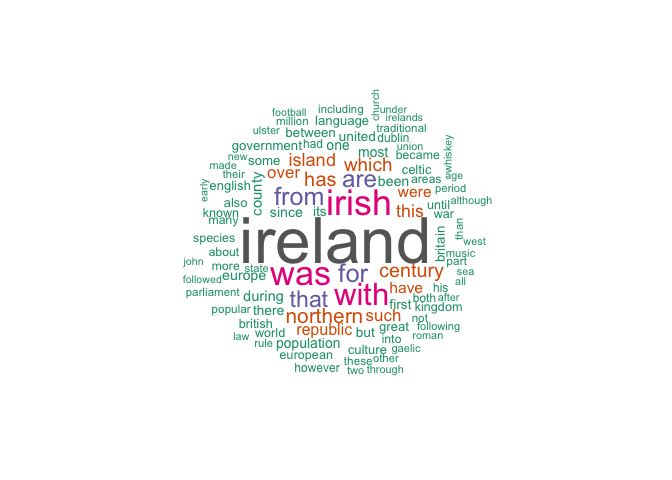 church
football including under
million language irelands
traditional
ulster between united dublin
government had one most union
new some island which became whiskey
made over has are been celtic
their areas age
early english county from irish were period
also since its this until although
known war
many than
species ireland britain west
about music
john more state was for century part sea
followed europe have his all
parliament during that with first both after
popular there northern such kingdom
british not following
law world republic but great into roman
rule population culture gaelic
european these other
however two through